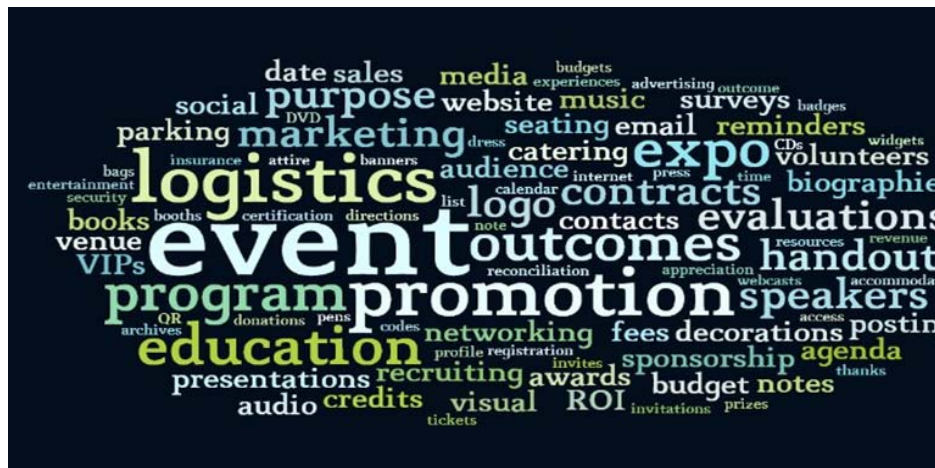 budgets
date sales media experiences advertising outcome
social purpose website music surveys badges
DVD
parking marketing dress seating email reminders
widgets
insurance attire banners audience catering expo CDs volunteers
bags logistics internet press time
entertainment calendar biographie
security list logo contracts
books booths certification directions note contacts evaluations
venue event outcomes resources revenue
VIPs reconciliation appreciation handout
program promotion webcasts speakers accommoda
QR donations pens codes access
archives networking fees decorations postin
education profile registration invites sponsorship agenda
thanks
presentations recruiting awards budget notes
audio credits visual ROI invitations prizes
tickets